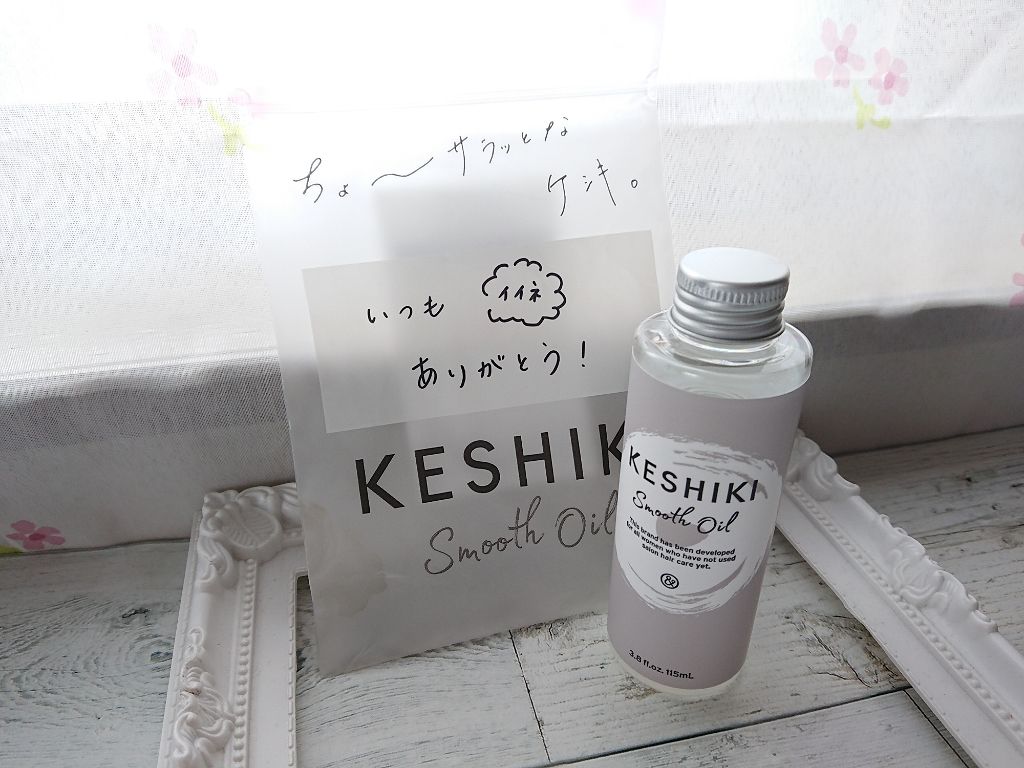 ちょ〜サラッとな
ケシキ。
いつも イイネ
ありがとう!
KESHIKI
Smooth Oil
KESHIKI
Smooth Oil
This brand has been developed
for all women who have not used
salon hair care yet.
&
3.8 fl.oz. 115mL